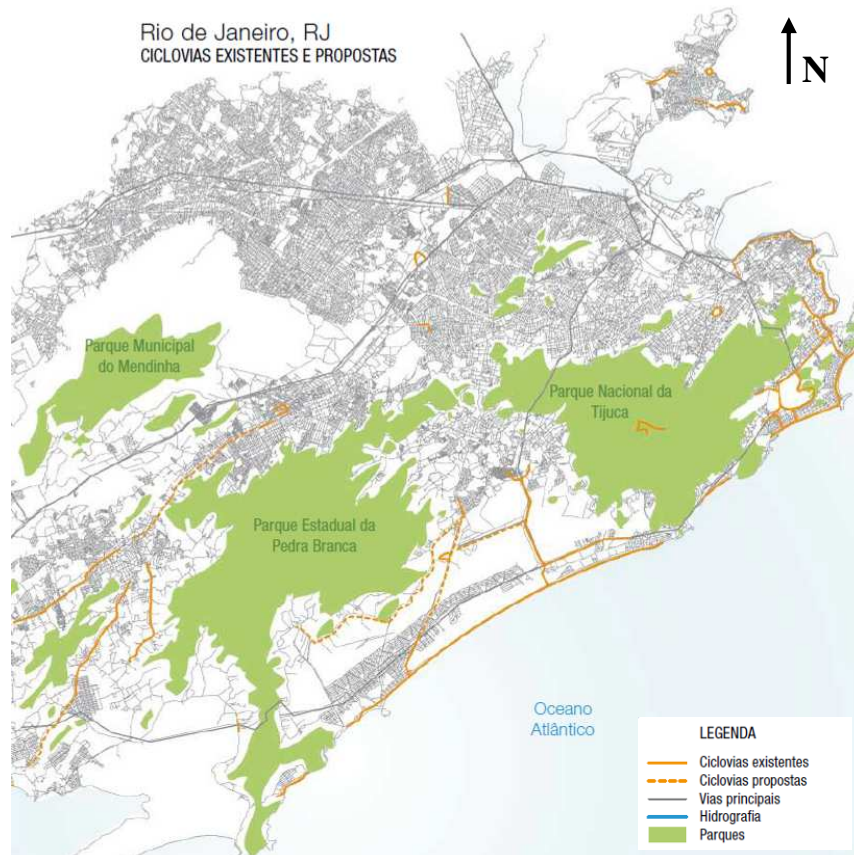 Rio de Janeiro, RJ
CICLOVIAS EXISTENTES E PROPOSTAS
N
Parque Municipal
do Mendinha
Parque Nacional da
Tijuca
Parque Estadual da
Pedra Branca
Oceano
Atlântico
LEGENDA
Ciclovias existentes
Ciclovias propostas
Vias principais
Hidrografia
Parques